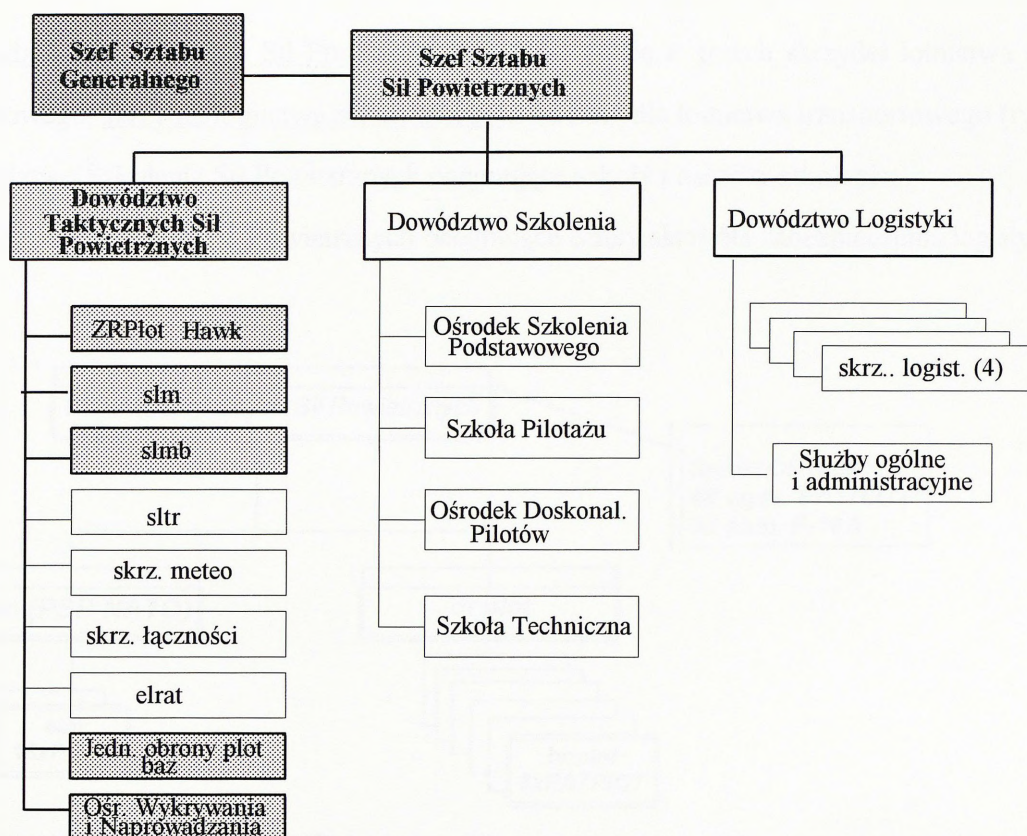 Szef Sztabu
Generalnego
Szef Sztabu
Sił Powietrznych
Dowództwo
Taktycznych Sił
Powietrznych
Dowództwo Szkolenia
Dowództwo Logistyki
ZRPlot Hawk
slm
slmb
sltr
skrz. meteo
skrz. łączności
elrat
Jedn. obrony plot
baz
Ośr Wykrywania
i Naprowadzania
Ośrodek Szkolenia
Podstawowego
Szkoła Pilotażu
Ośrodek Doskonal.
Pilotów
Szkoła Techniczna
skrz.. logist. (4)
Służby ogólne
i administracyjne